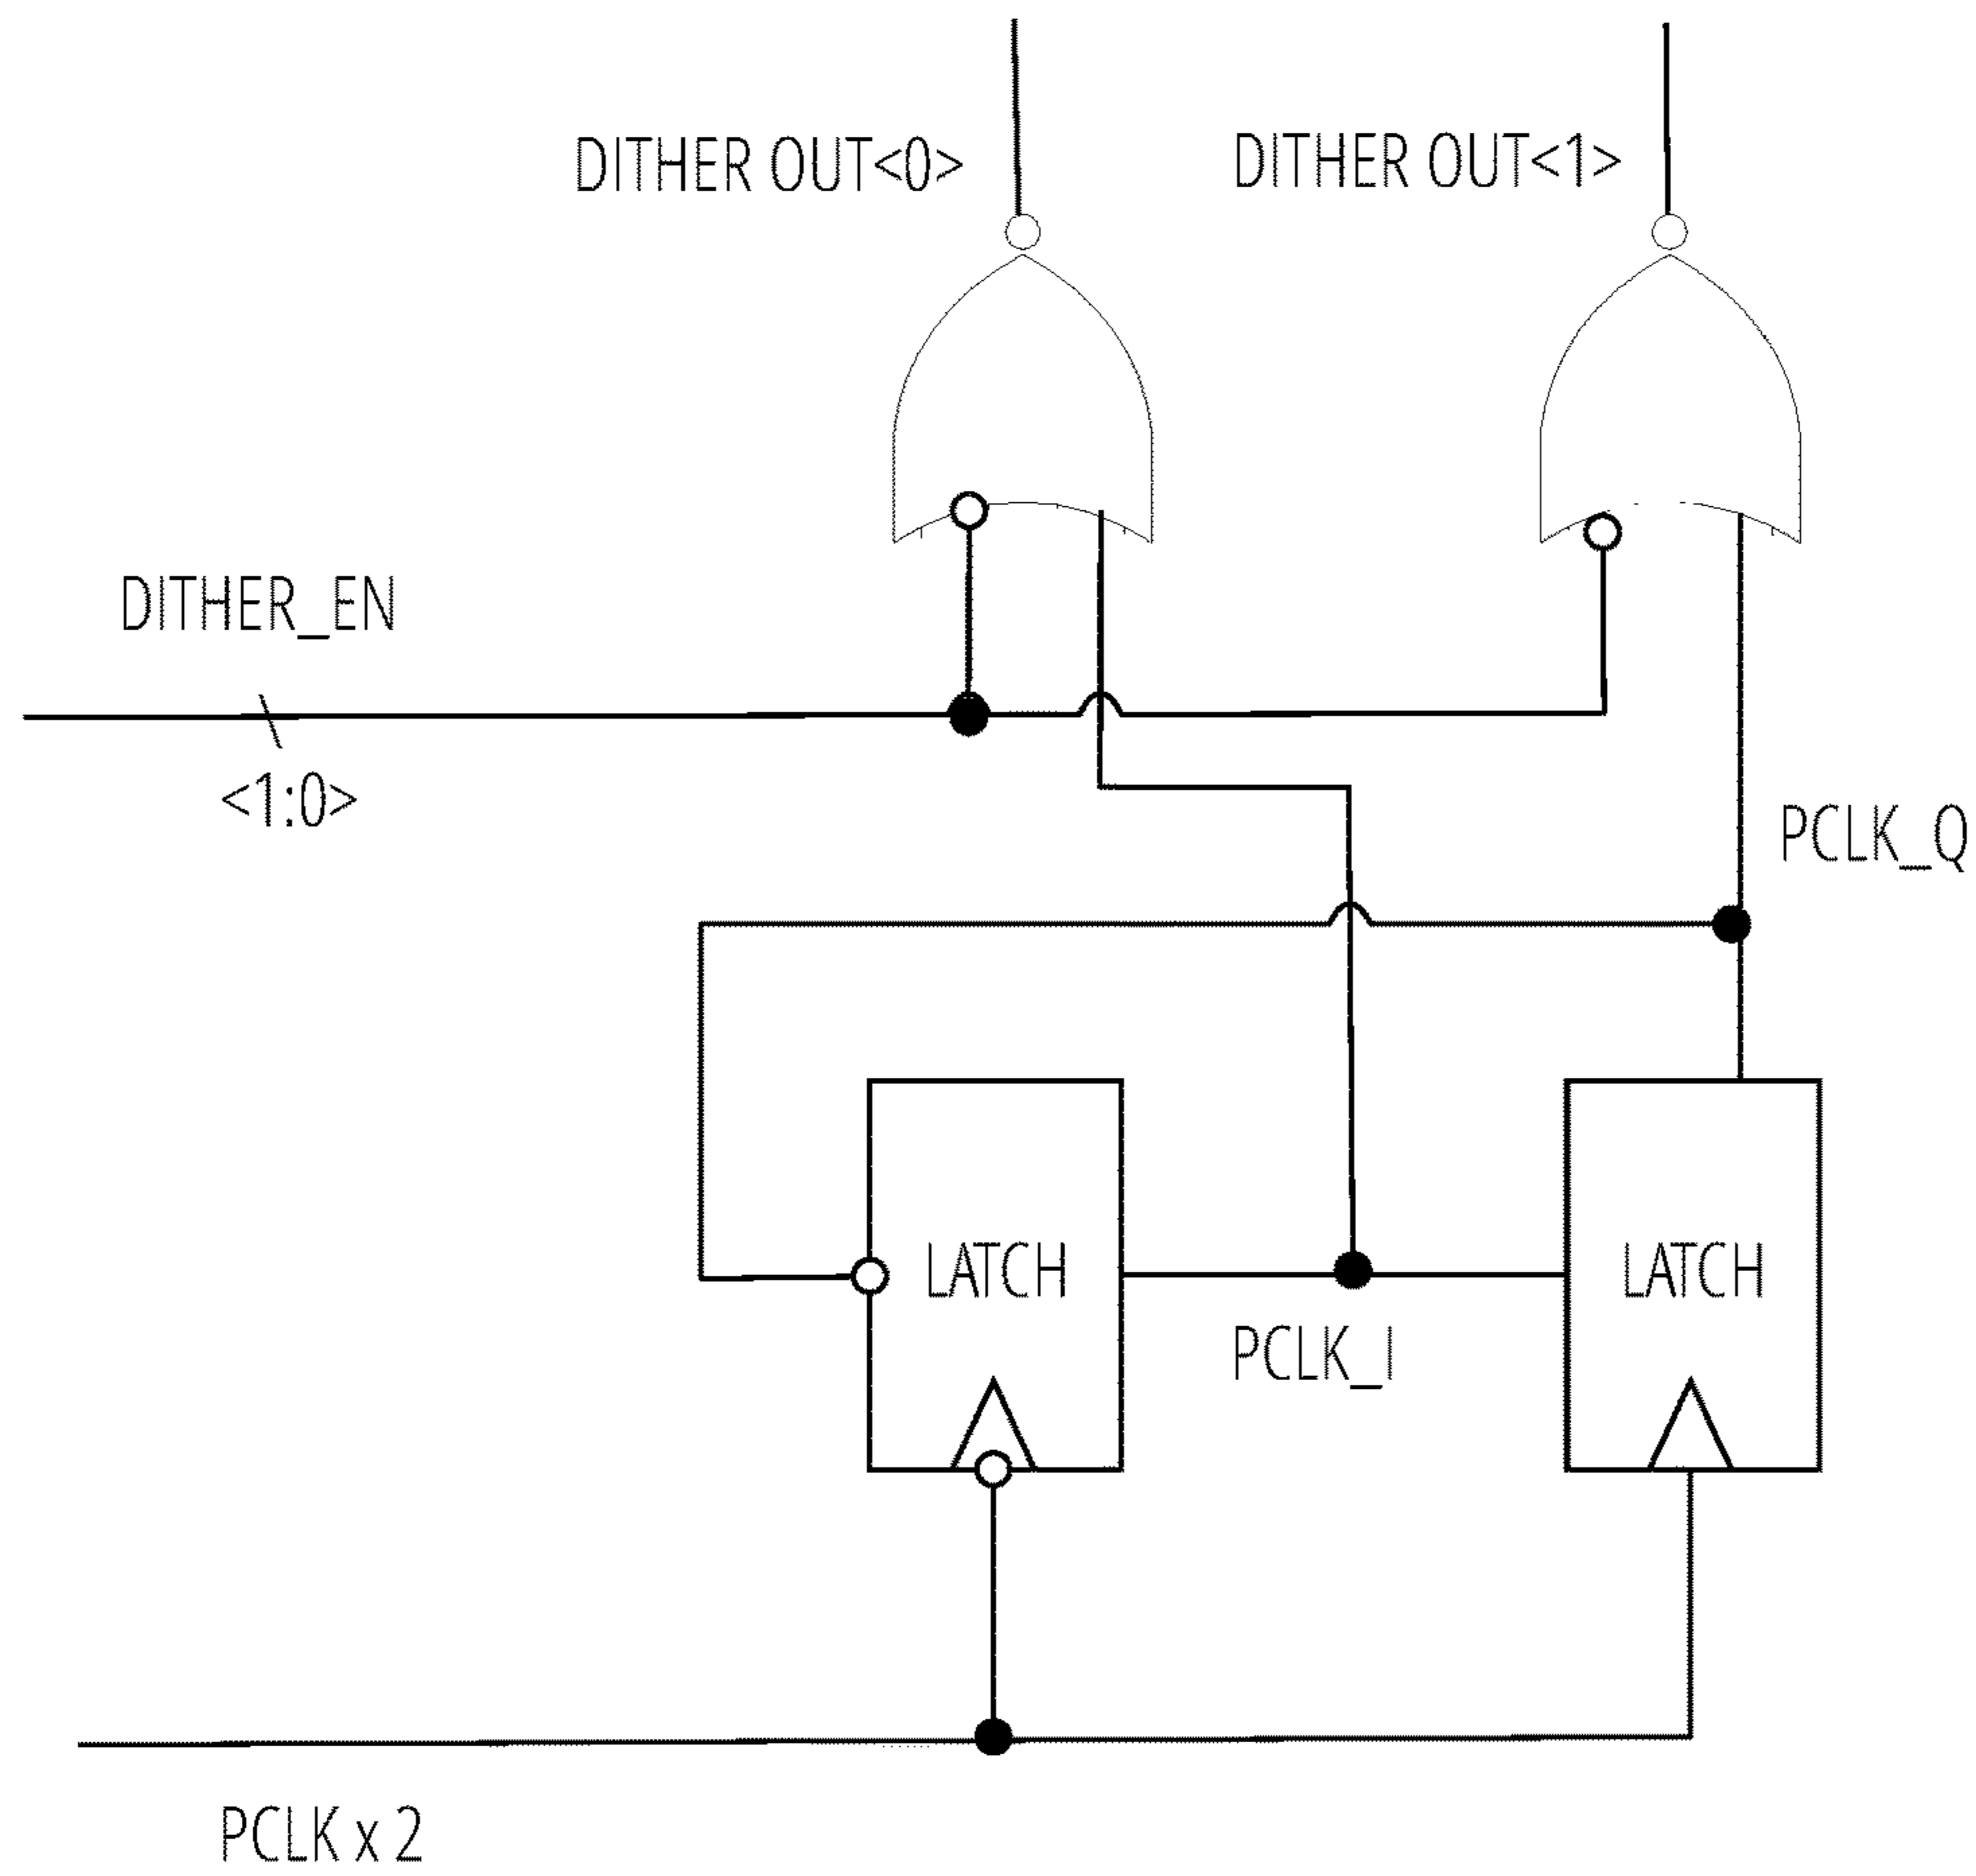 DITHER OUT<0>
DITHER OUT<1>
DITHER_EN
<1:0>
PCLK_Q
LATCH
LATCH
PCLK_I
PCLK x 2